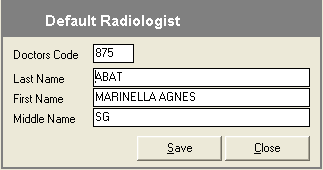 Default Radiologist
Doctors Code 875
Last Name ABAT
First Name MARINELLA AGNES
Middle Name SG
Save Close